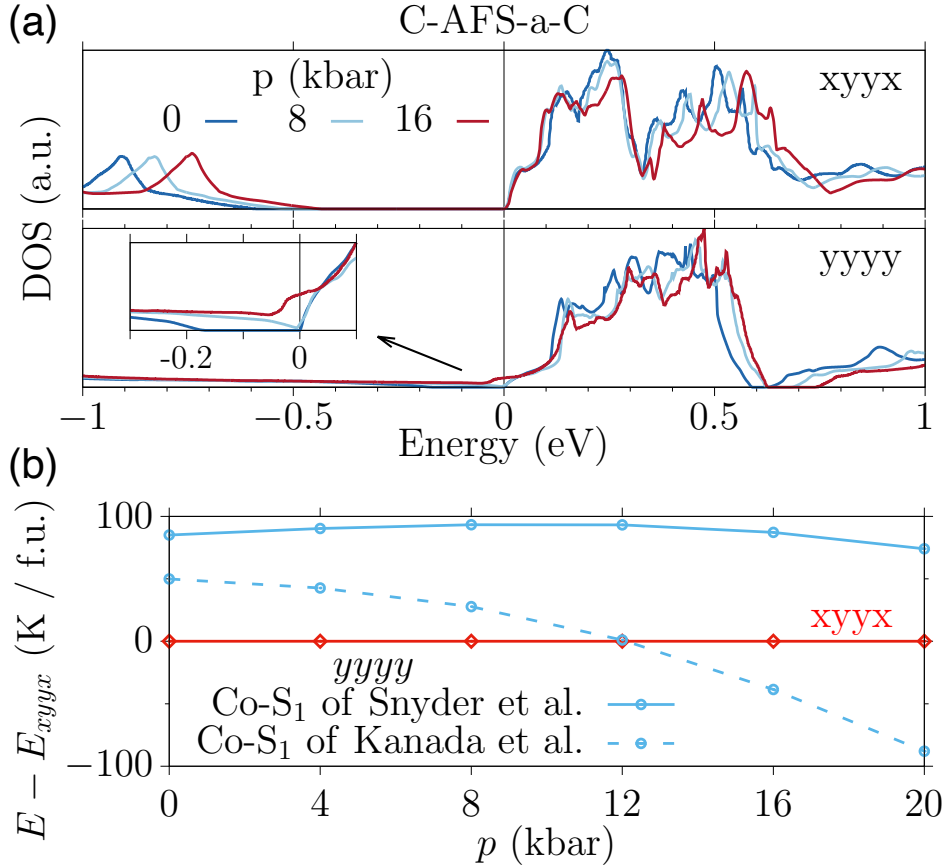 (a)
C-AFS-a-C
p (kbar)
0 8 16
xyyx
DOS (a.u.)
yyyy
-0.2 0
−1 −0.5 0 0.5 1
Energy (eV)
(b)
E − E_xyyx (K / f.u.)
100
0
−100
xyyx
yyyy
Co-S₁ of Snyder et al.
Co-S₁ of Kanada et al.
0 4 8 12 16 20
p (kbar)